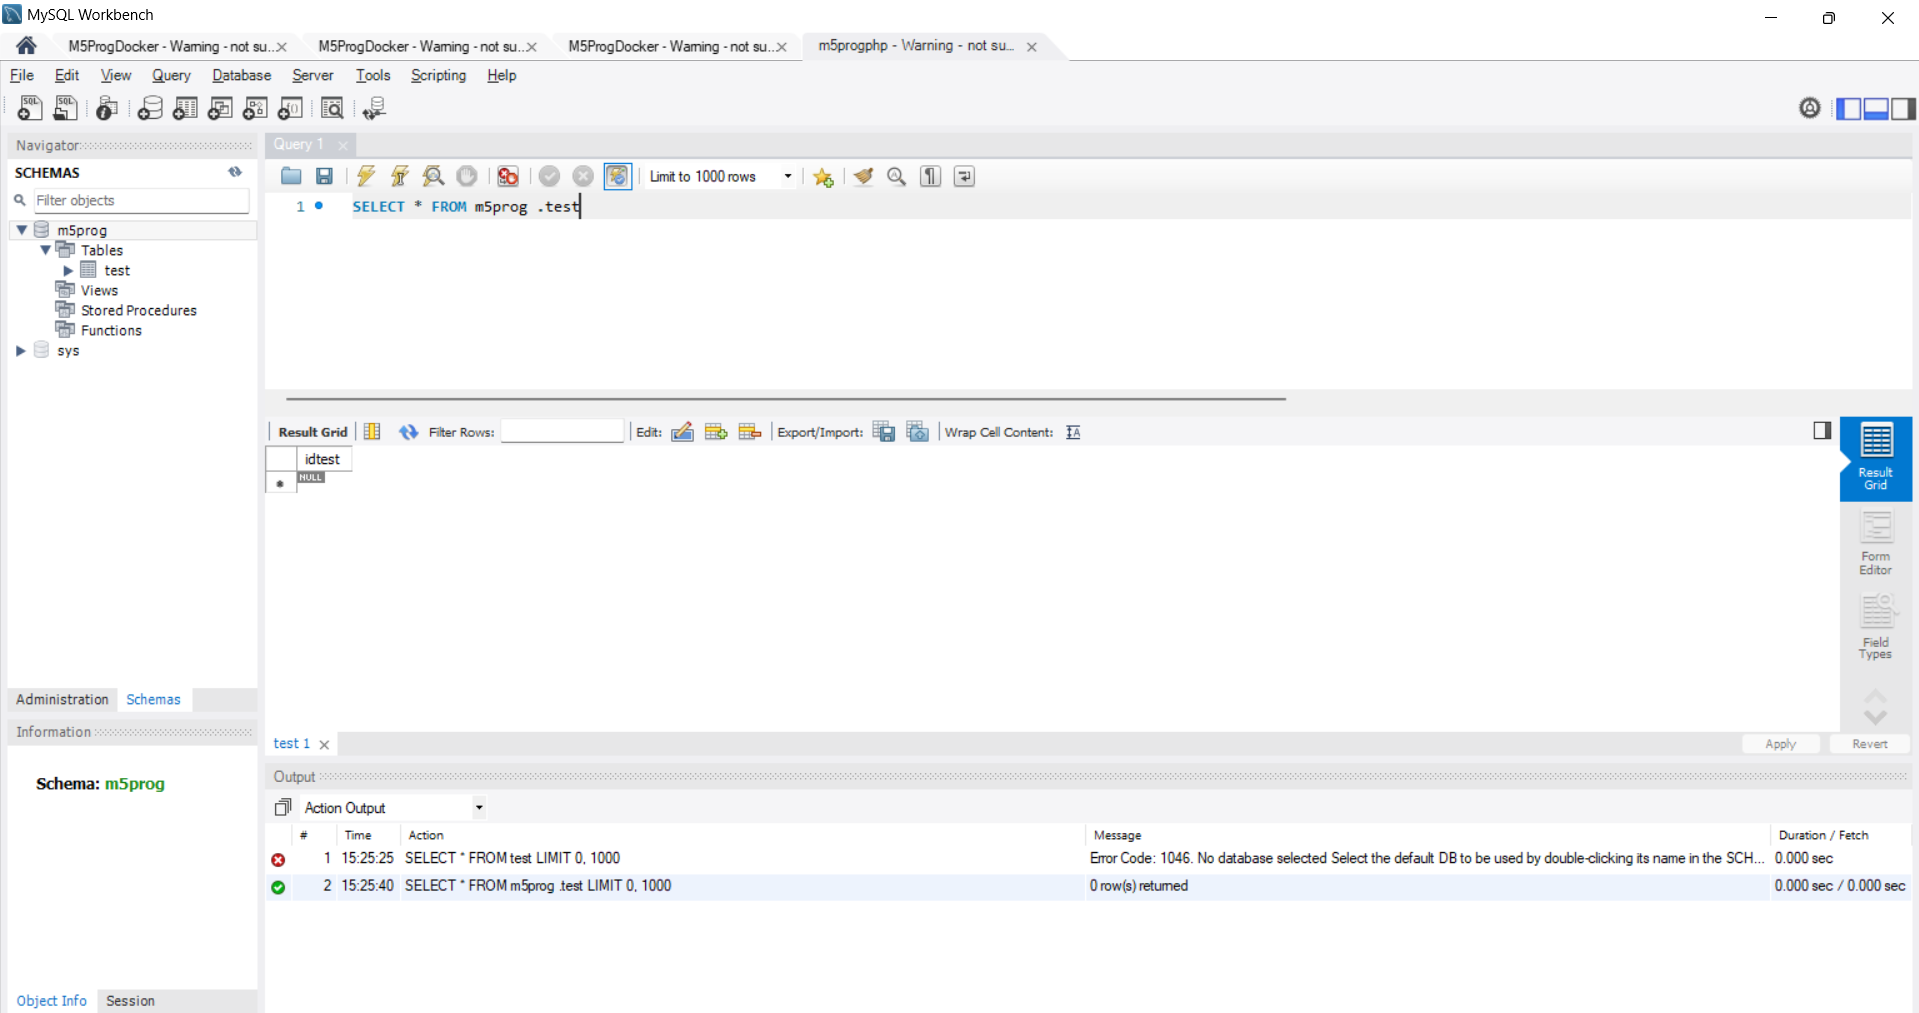 MySQL Workbench
M5ProgDocker - Warning - not su...
M5ProgDocker - Warning - not su...
M5ProgDocker - Warning - not su...
m5progphp - Warning - not su...
File Edit View Query Database Server Tools Scripting Help
Navigator
SCHEMAS
Filter objects
m5prog
Tables
test
Views
Stored Procedures
Functions
sys
Administration Schemas
Information
Schema: m5prog
Object Info Session
Query 1
Limit to 1000 rows
1 SELECT * FROM m5prog .test
Result Grid Filter Rows: Edit: Export/Import: Wrap Cell Content:
idtest
NULL
Result
Grid
Form
Editor
Field
Types
test 1
Apply Revert
Output
Action Output
# Time Action Message Duration / Fetch
1 15:25:25 SELECT * FROM test LIMIT 0, 1000 Error Code: 1046. No database selected Select the default DB to be used by double-clicking its name in the SCH... 0.000 sec
2 15:25:40 SELECT * FROM m5prog .test LIMIT 0, 1000 0 row(s) returned 0.000 sec / 0.000 sec